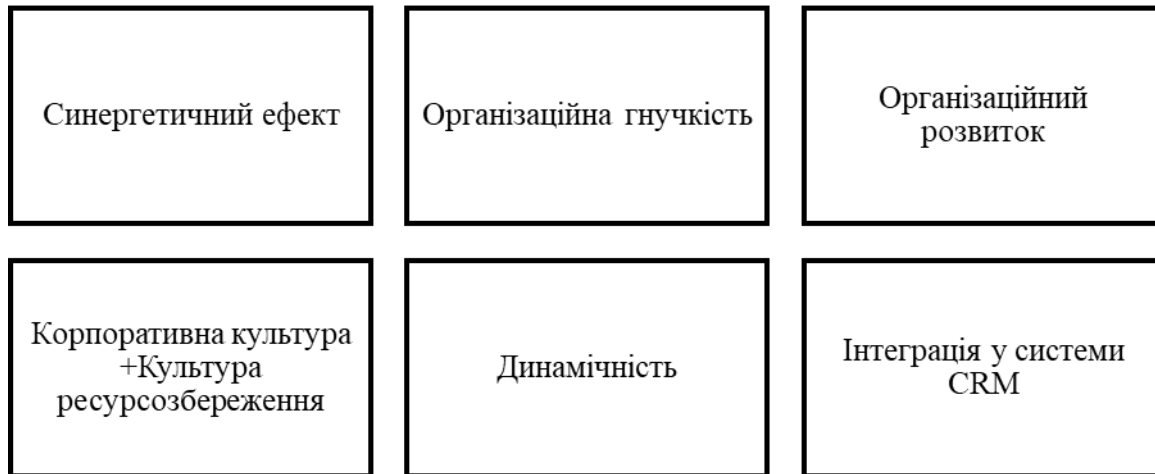 Синергетичний ефект
Організаційна гнучкість
Організаційний
розвиток
Корпоративна культура
+Культура
ресурсозбереження
Динамічність
Інтеграція у системи
CRM